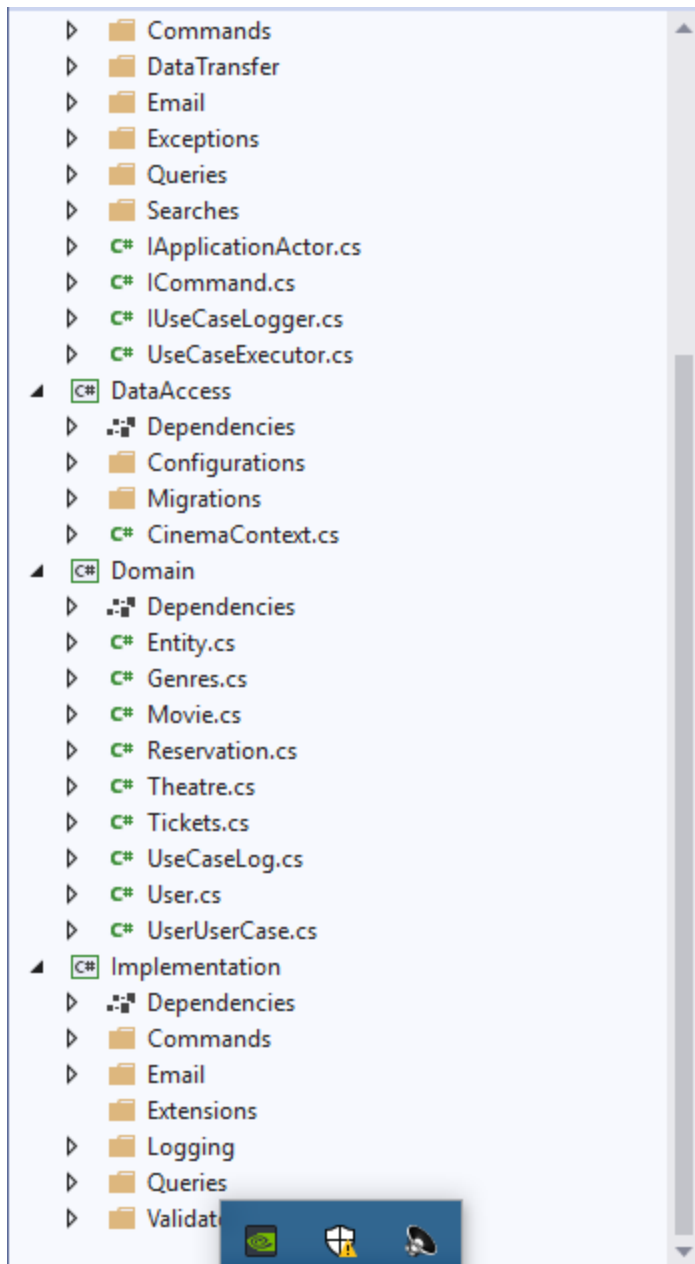 Commands
DataTransfer
Email
Exceptions
Queries
Searches
C# IApplicationActor.cs
C# ICommand.cs
C# IUseCaseLogger.cs
C# UseCaseExecutor.cs
C# DataAccess
Dependencies
Configurations
Migrations
C# CinemaContext.cs
C# Domain
Dependencies
C# Entity.cs
C# Genres.cs
C# Movie.cs
C# Reservation.cs
C# Theatre.cs
C# Tickets.cs
C# UseCaseLog.cs
C# User.cs
C# UserUserCase.cs
C# Implementation
Dependencies
Commands
Email
Extensions
Logging
Queries